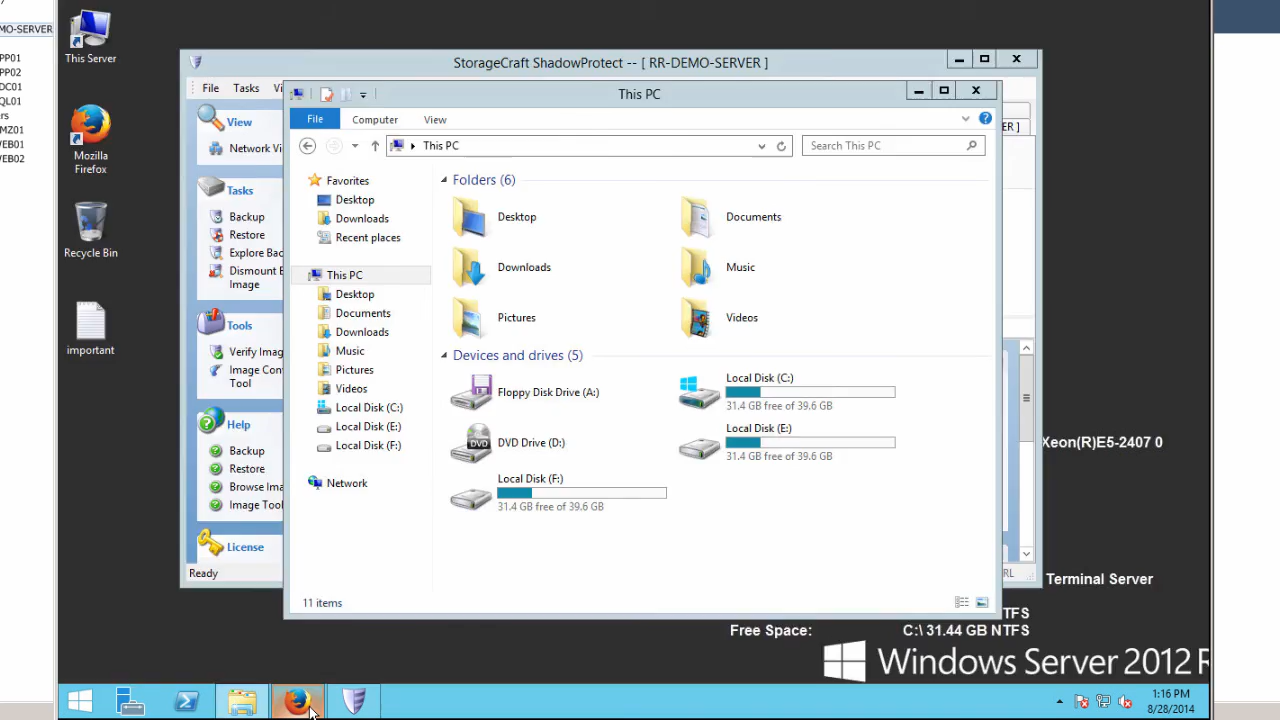 MO-SERVER
PP01
PP02
DC01
QL01
rs
MZ01
WEB01
WEB02
This Server
Mozilla
Firefox
Recycle Bin
important
StorageCraft ShadowProtect -- [ RR-DEMO-SERVER ]
File Tasks Vi
View
Network Vi
Tasks
Backup
Restore
Explore Bac
Dismount B
Image
Tools
Verify Imag
Image Con
Tool
Help
Backup
Restore
Browse Ima
Image Tool
License
Ready
ER ]
RL
This PC
File Computer View
This PC
Search This PC
Favorites
Desktop
Downloads
Recent places
This PC
Desktop
Documents
Downloads
Music
Pictures
Videos
Local Disk (C:)
Local Disk (E:)
Local Disk (F:)
Network
Folders (6)
Desktop
Documents
Downloads
Music
Pictures
Videos
Devices and drives (5)
Floppy Disk Drive (A:)
Local Disk (C:)
31.4 GB free of 39.6 GB
DVD Drive (D:)
DVD
Local Disk (E:)
31.4 GB free of 39.6 GB
Local Disk (F:)
31.4 GB free of 39.6 GB
11 items
Xeon(R)E5-2407 0
Terminal Server
NTFS
Free Space: C:\ 31.44 GB NTFS
Windows Server 2012 R
1:16 PM
8/28/2014